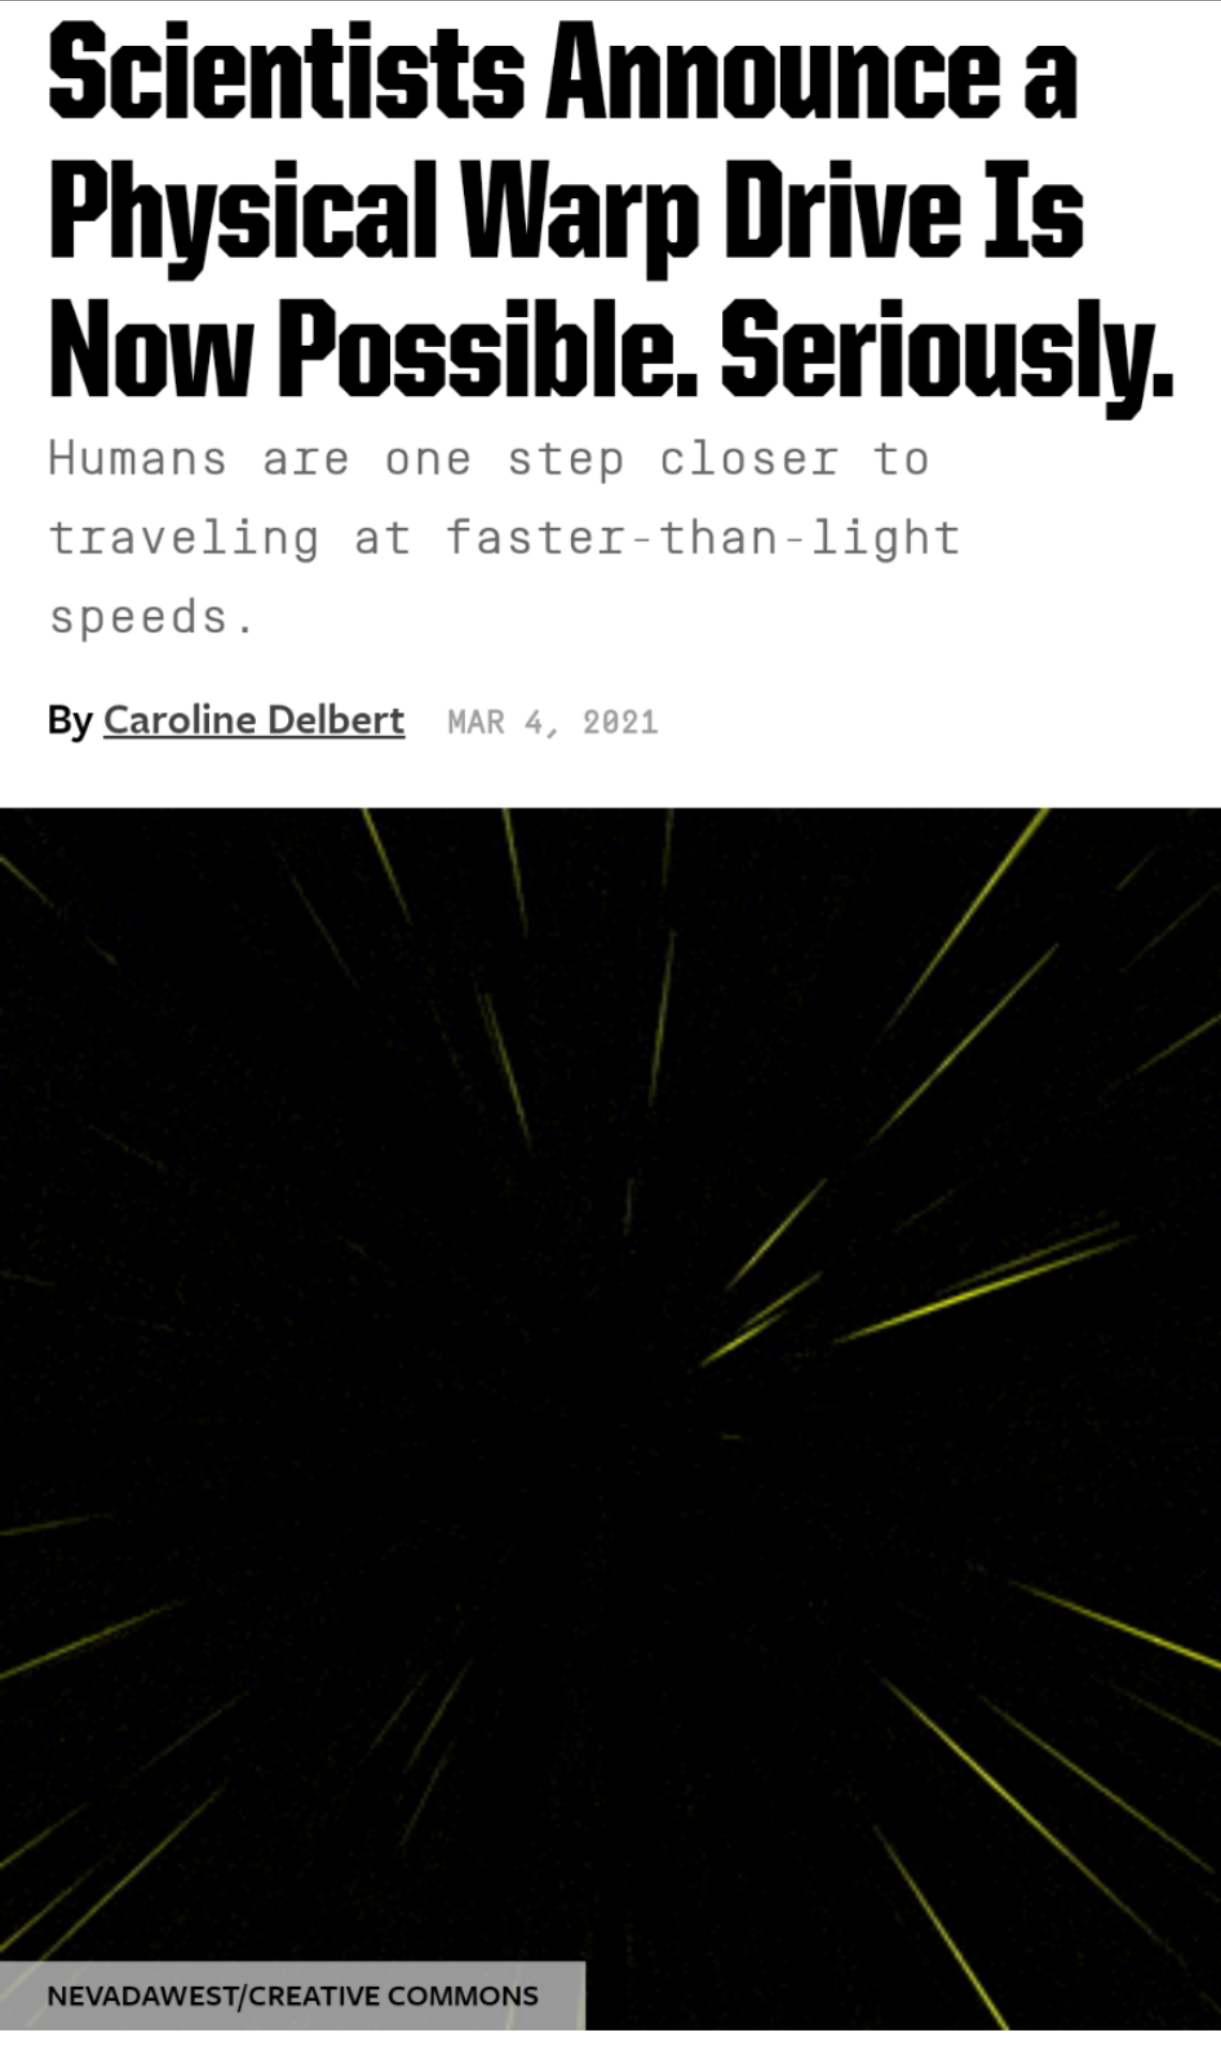 Scientists Announce a
Physical Warp Drive Is
Now Possible. Seriously.
Humans are one step closer to
traveling at faster-than-light
speeds.
By Caroline Delbert MAR 4, 2021
NEVADAWEST/CREATIVE COMMONS